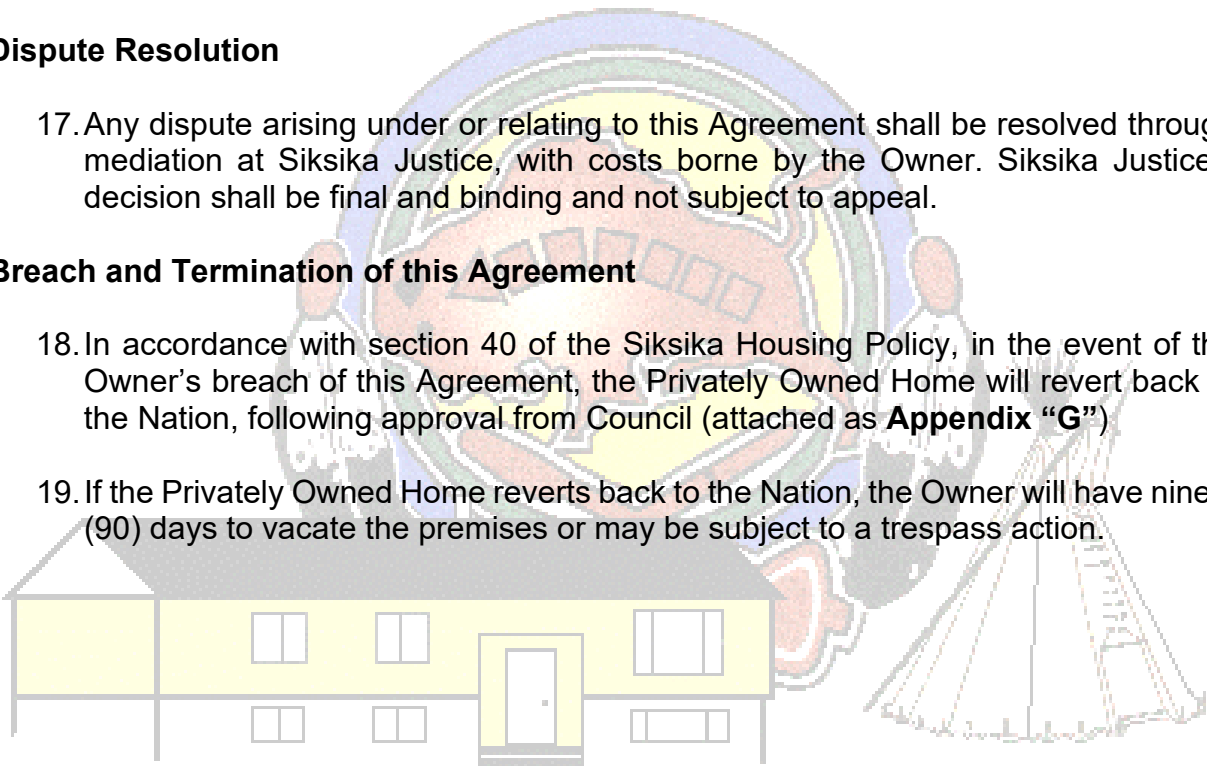 Dispute Resolution
17. Any dispute arising under or relating to this Agreement shall be resolved throug
mediation at Siksika Justice, with costs borne by the Owner. Siksika Justice
decision shall be final and binding and not subject to appeal.
Breach and Termination of this Agreement
18. In accordance with section 40 of the Siksika Housing Policy, in the event of th
Owner’s breach of this Agreement, the Privately Owned Home will revert back
the Nation, following approval from Council (attached as Appendix “G”)
19. If the Privately Owned Home reverts back to the Nation, the Owner will have nine
(90) days to vacate the premises or may be subject to a trespass action.